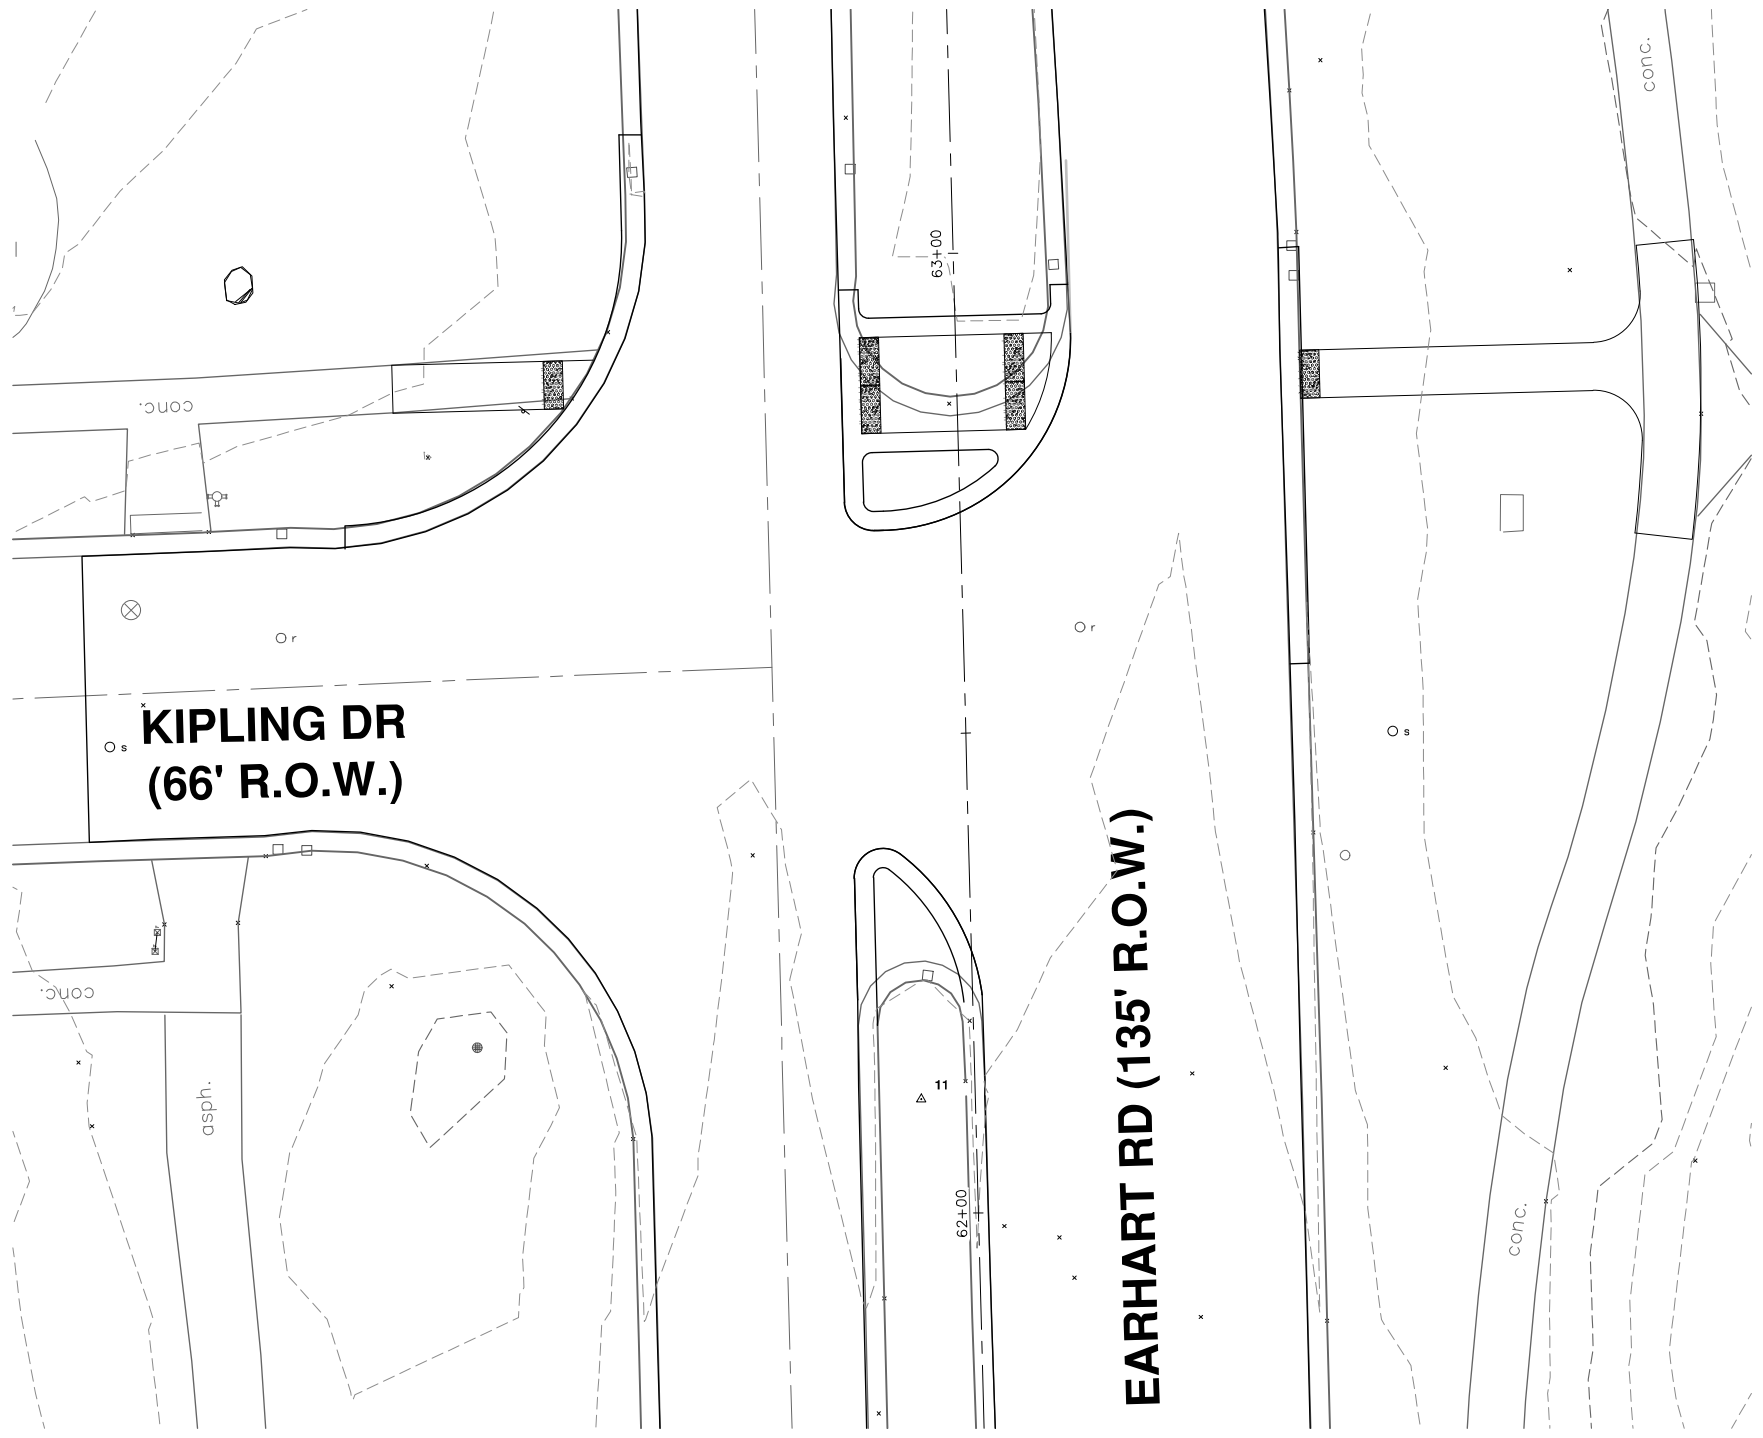 conc.
63+00
conc.
r
r
KIPLING DR
(66' R.O.W.)
s
s
EARHART RD (135' R.O.W.)
conc.
11
asph.
62+00
conc.